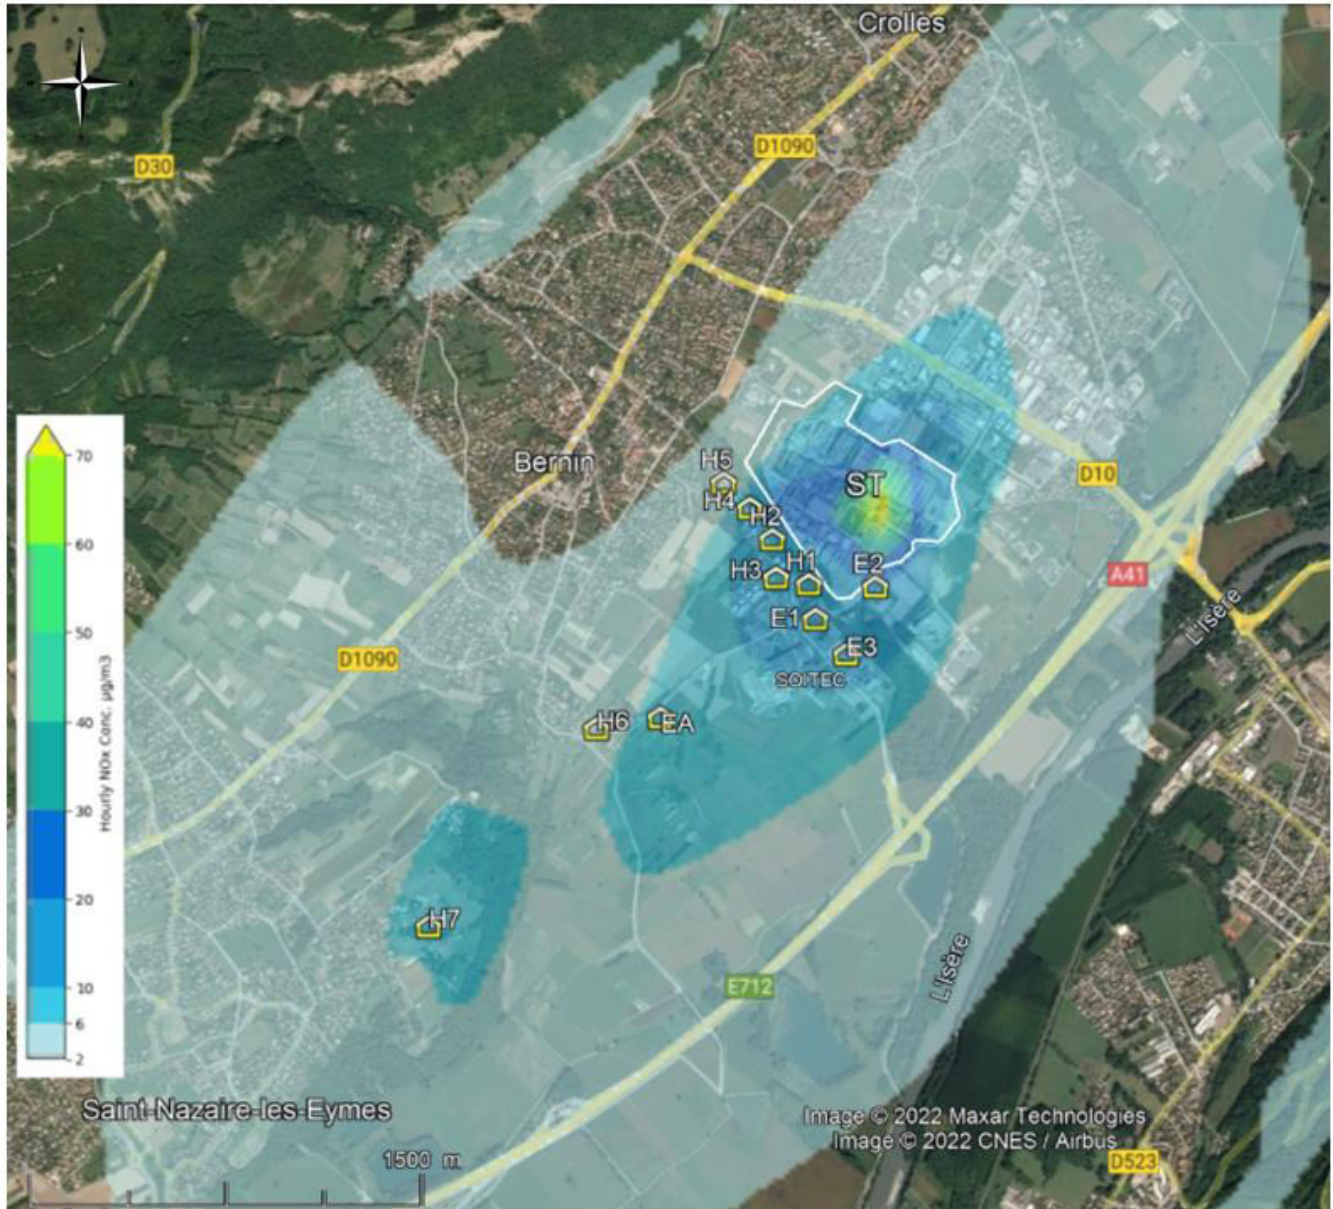 Crolles
D1090
D30
H5
Bernin
ST
D10
H4
H2
H3
H1
E2
A41
L'Isère
E1
E3
D1090
SOITEC
H6
EA
H7
L'Isère
E712
70
60
50
40
30
20
10
6
2
Hourly NOx Conc. µg/m3
Saint-Nazaire-les-Eymes
Image © 2022 Maxar Technologies
Image © 2022 CNES / Airbus
1500 m
D523